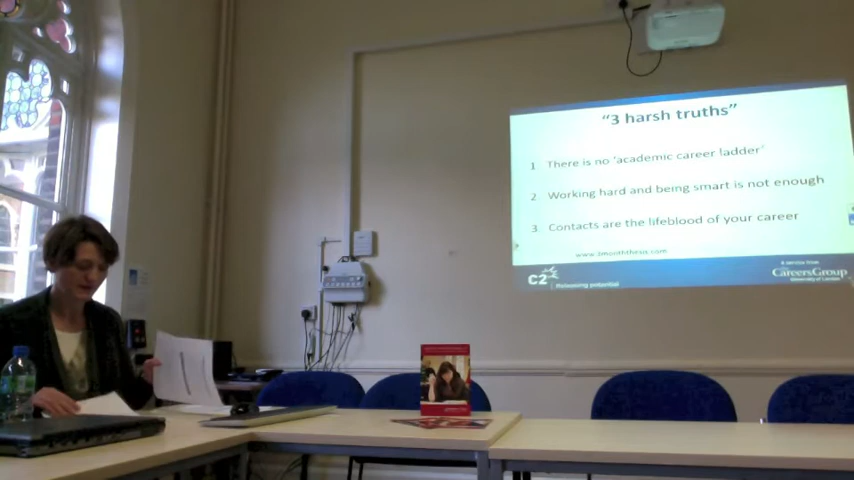 "3 harsh truths"
1 There is no 'academic career ladder'
2 Working hard and being smart is not enough
3 Contacts are the lifeblood of your career
www.smooththesis.com
C2
Releasing potential
A service from
CareersGroup
University of London